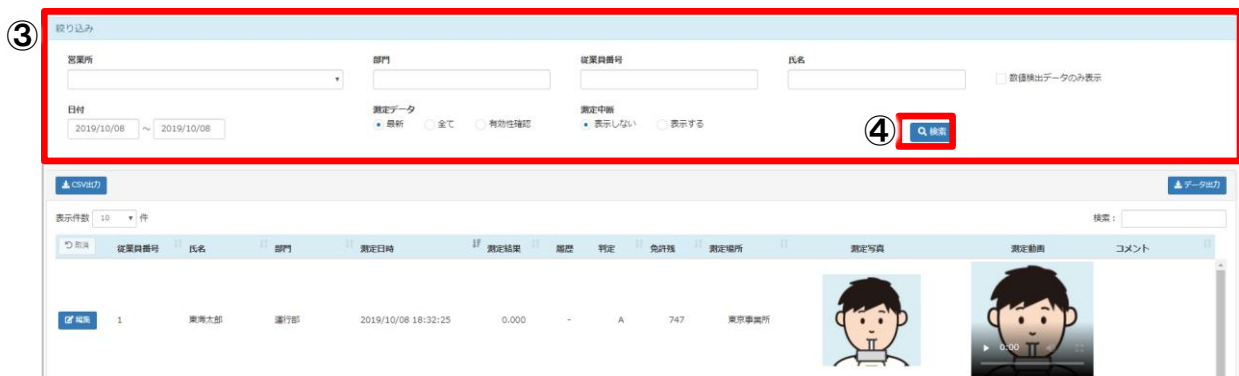 ③
絞り込み
営業所 部門 従業員番号 氏名
数値検出データのみ表示
日付 測定データ 測定中断
2019/10/08 ～ 2019/10/08 最新 全て 有効性確認 表示しない 表示する
④ 検索
CSV出力 データ出力
表示件数 10 件 検索：
取消 従業員番号 氏名 部門 測定日時 測定結果 履歴 判定 免許残 測定場所 測定写真 測定動画 コメント
編集 1 東海太郎 運行部 2019/10/08 18:32:25 0.000 - A 747 東京事業所
0:00